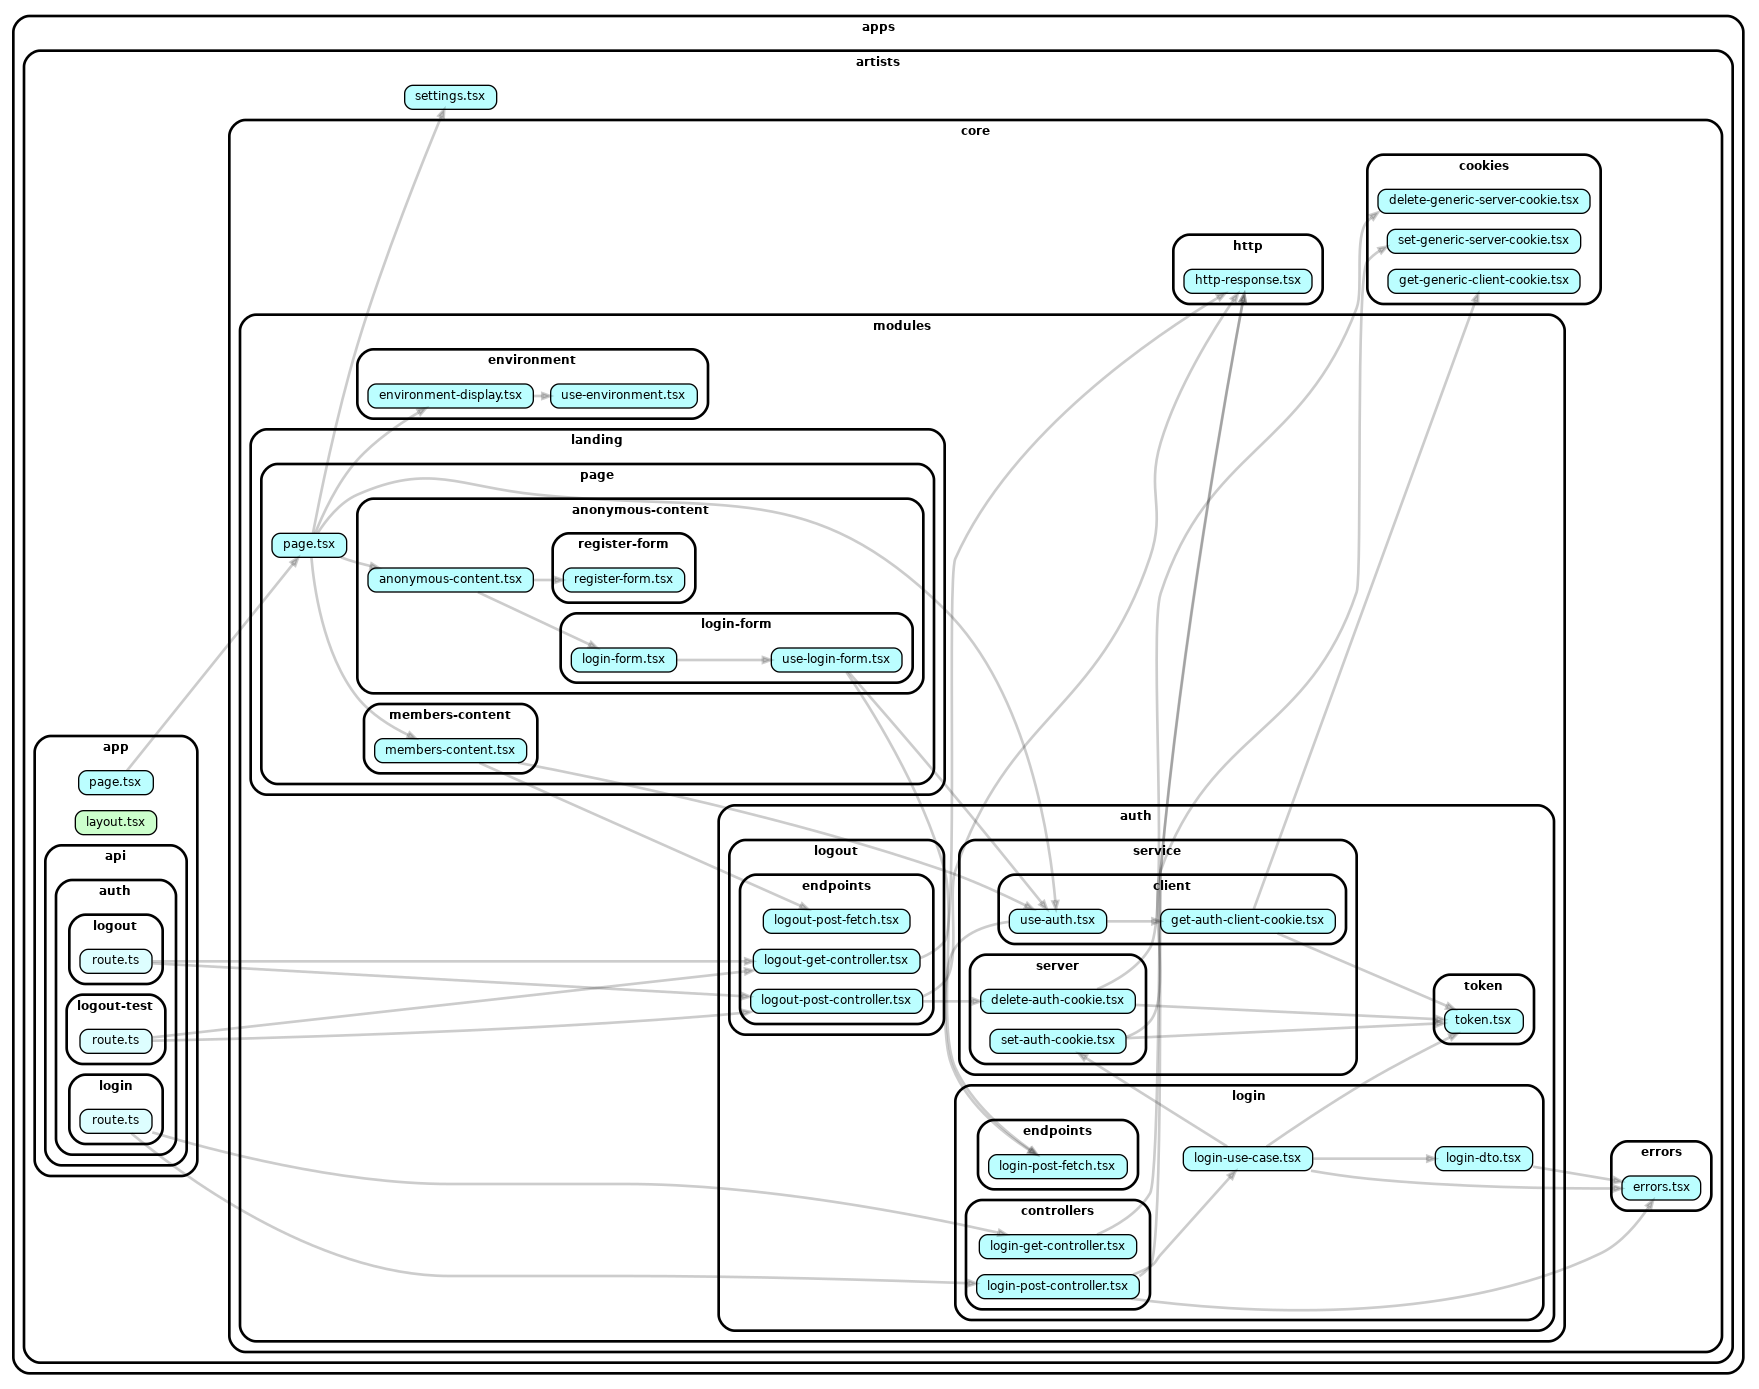 apps
artists
settings.tsx
core
cookies
delete-generic-server-cookie.tsx
set-generic-server-cookie.tsx
get-generic-client-cookie.tsx
http
http-response.tsx
modules
environment
environment-display.tsx
use-environment.tsx
landing
page
page.tsx
anonymous-content
anonymous-content.tsx
register-form
register-form.tsx
login-form
login-form.tsx
use-login-form.tsx
members-content
members-content.tsx
app
page.tsx
layout.tsx
api
auth
logout
route.ts
logout-test
route.ts
login
route.ts
auth
logout
endpoints
logout-post-fetch.tsx
logout-get-controller.tsx
logout-post-controller.tsx
service
client
use-auth.tsx
get-auth-client-cookie.tsx
server
delete-auth-cookie.tsx
set-auth-cookie.tsx
token
token.tsx
login
endpoints
login-post-fetch.tsx
login-use-case.tsx
login-dto.tsx
controllers
login-get-controller.tsx
login-post-controller.tsx
errors
errors.tsx